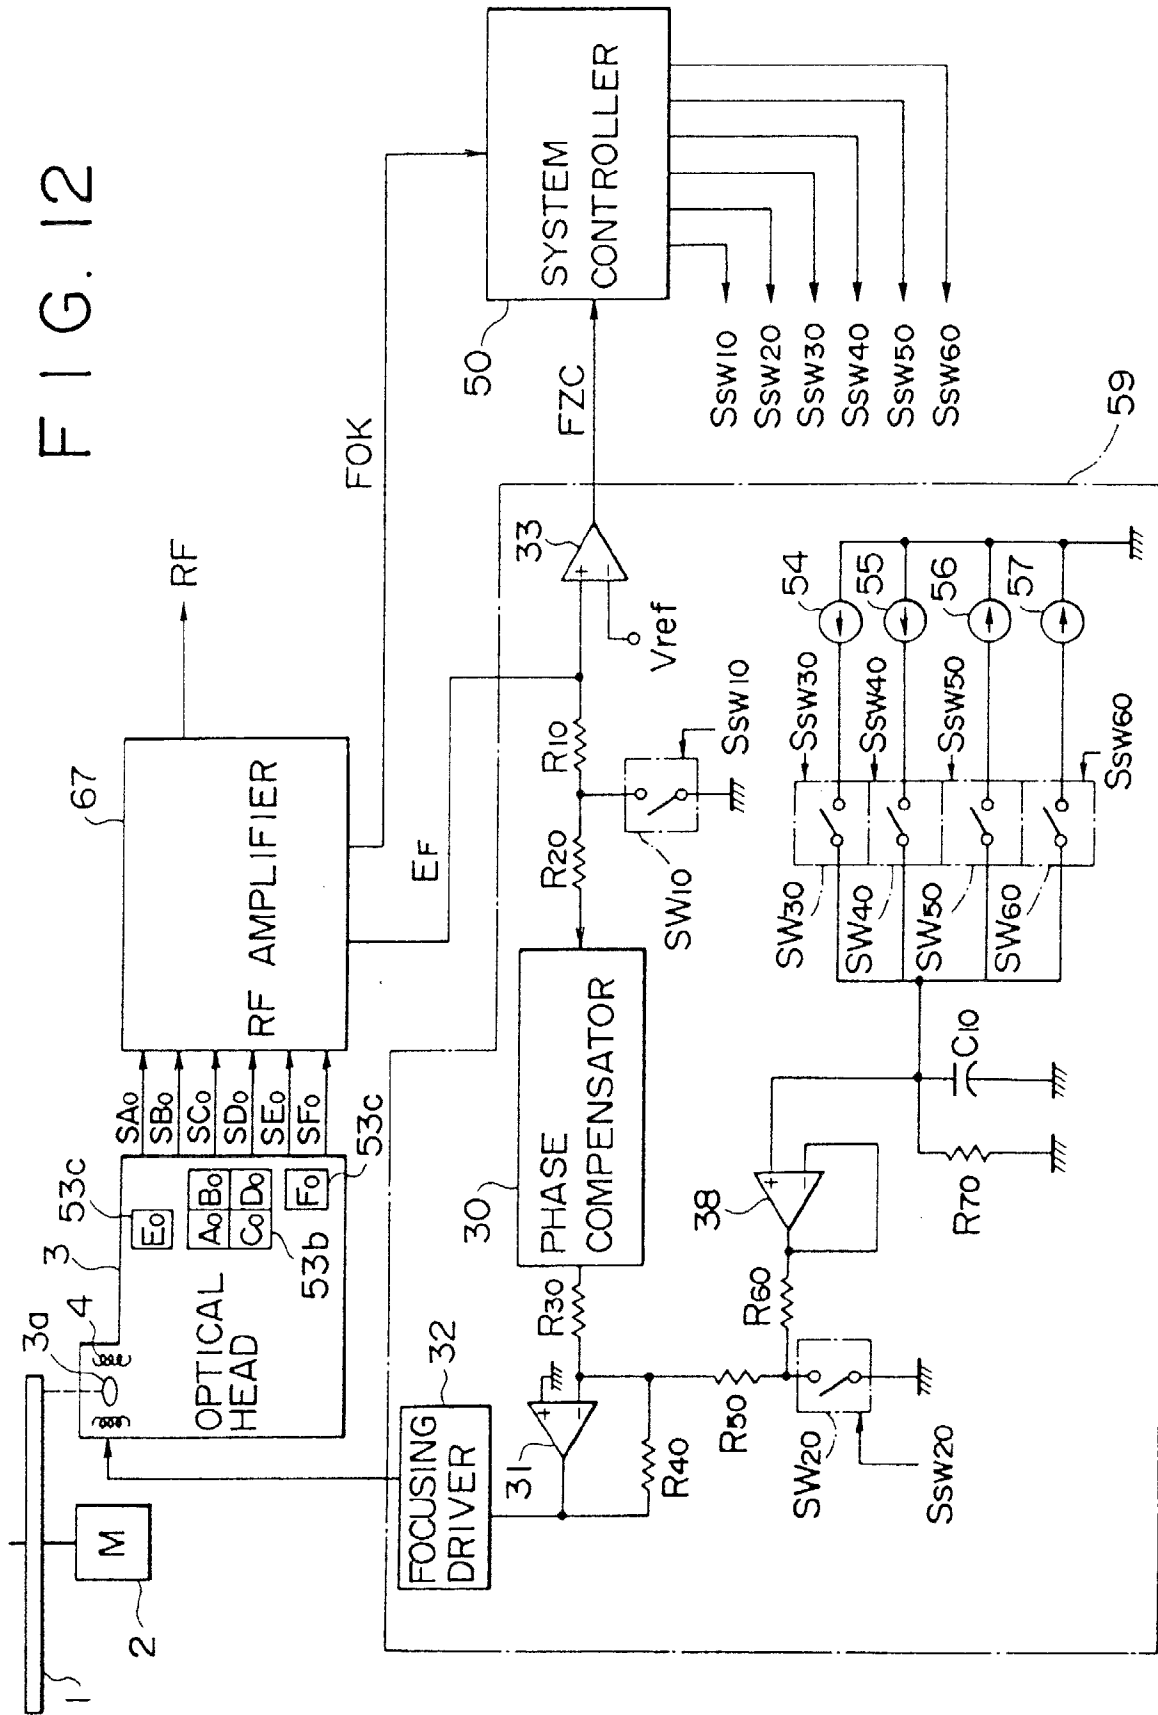 FIG. 12
RF
67
RF AMPLIFIER
SA0
SB0
SC0
SD0
SE0
SF0
53c
E0
A0
B0
C0
D0
F0
53c
53b
3
4
3a
OPTICAL
HEAD
1
M
2
FOK
EF
50
SYSTEM
CONTROLLER
FZC
SSW10
SSW20
SSW30
SSW40
SSW50
SSW60
59
33
+
-
Vref
R10
SSW10
SW10
R20
30
PHASE
COMPENSATOR
R30
32
FOCUSING
DRIVER
31
+
-
R40
R50
SW20
SSW20
R60
38
+
-
R70
C10
SW30
SW40
SW50
SW60
SSW30
SSW40
SSW50
SSW60
54
55
56
57